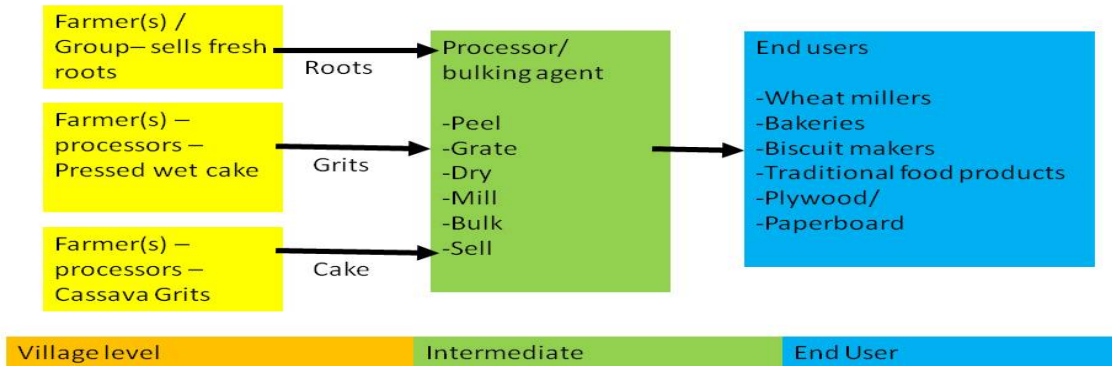 Farmer(s) /
Group– sells fresh
roots
Roots
Farmer(s) –
processors –
Pressed wet cake
Grits
Farmer(s) –
processors –
Cassava Grits
Cake
Processor/
bulking agent
-Peel
-Grate
-Dry
-Mill
-Bulk
-Sell
End users
-Wheat millers
-Bakeries
-Biscuit makers
-Traditional food products
-Plywood/
-Paperboard
Village level
Intermediate
End User